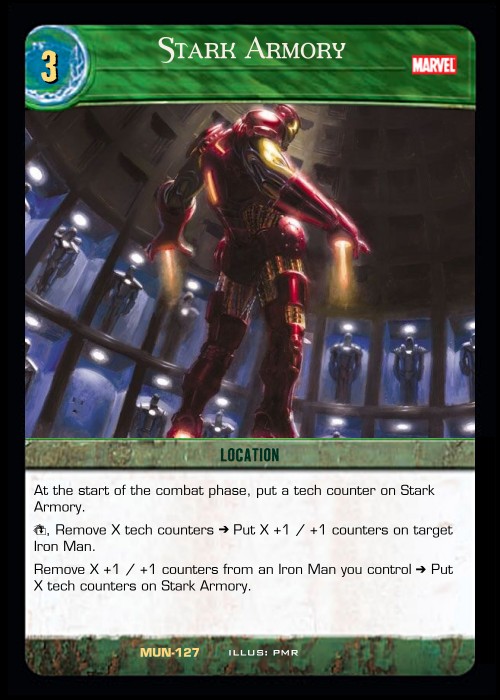 STARK ARMORY
3
MARVEL
LOCATION
At the start of the combat phase, put a tech counter on Stark
Armory.
, Remove X tech counters ➔ Put X +1 / +1 counters on target
Iron Man.
Remove X +1 / +1 counters from an Iron Man you control ➔ Put
X tech counters on Stark Armory.
MUN-127 ILLUS: PMR